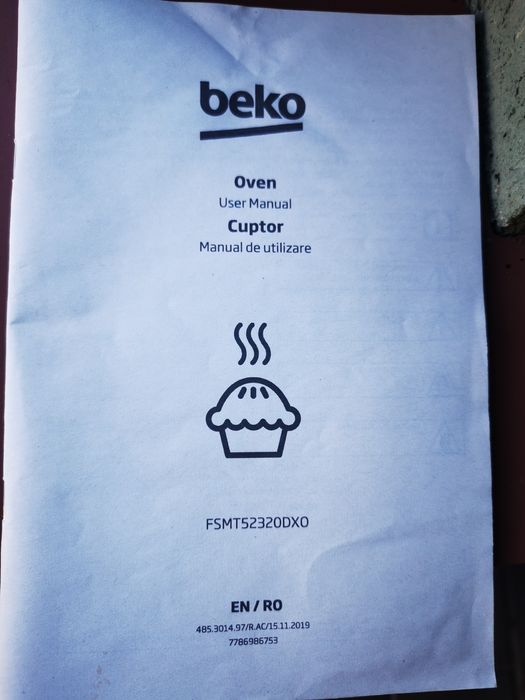 beko
Oven
User Manual
Cuptor
Manual de utilizare
FSMT52320DXO
EN / RO
485.3014.97/R.AC/15.11.2019
7786986753